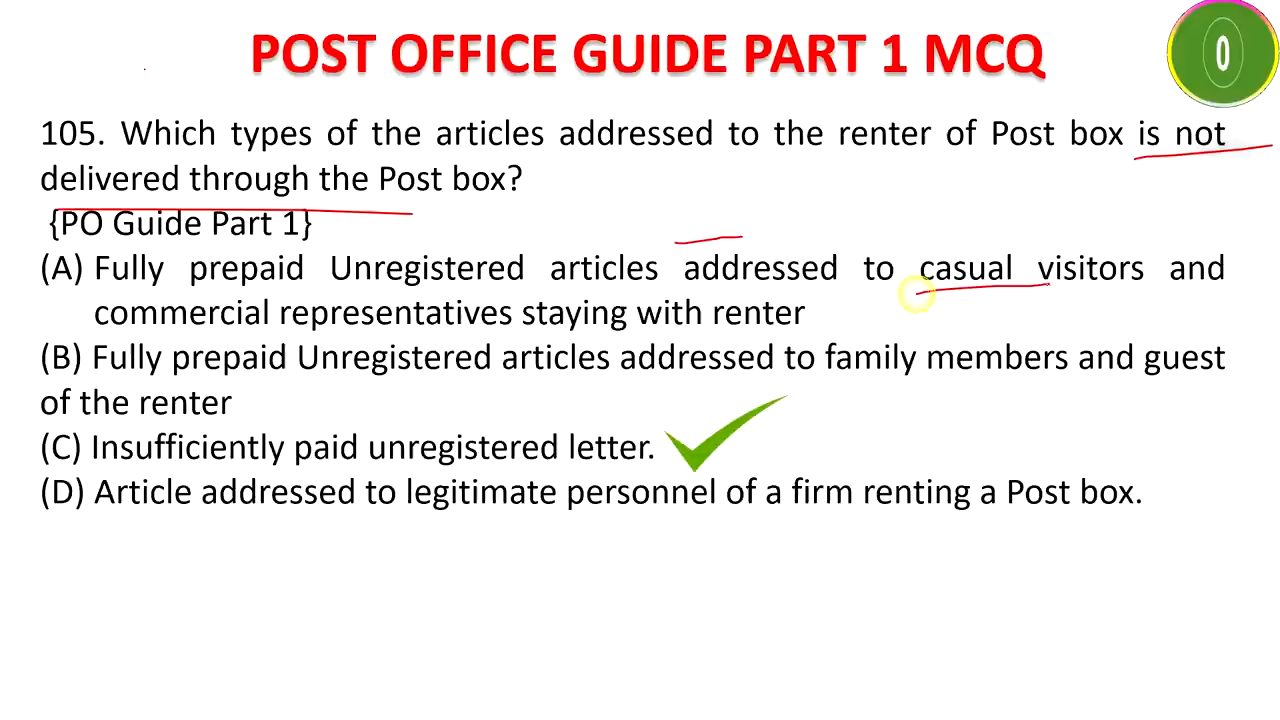 POST OFFICE GUIDE PART 1 MCQ
0
105. Which types of the articles addressed to the renter of Post box is not
delivered through the Post box?
{PO Guide Part 1}
(A) Fully prepaid Unregistered articles addressed to casual visitors and
commercial representatives staying with renter
(B) Fully prepaid Unregistered articles addressed to family members and guest
of the renter
(C) Insufficiently paid unregistered letter.
(D) Article addressed to legitimate personnel of a firm renting a Post box.